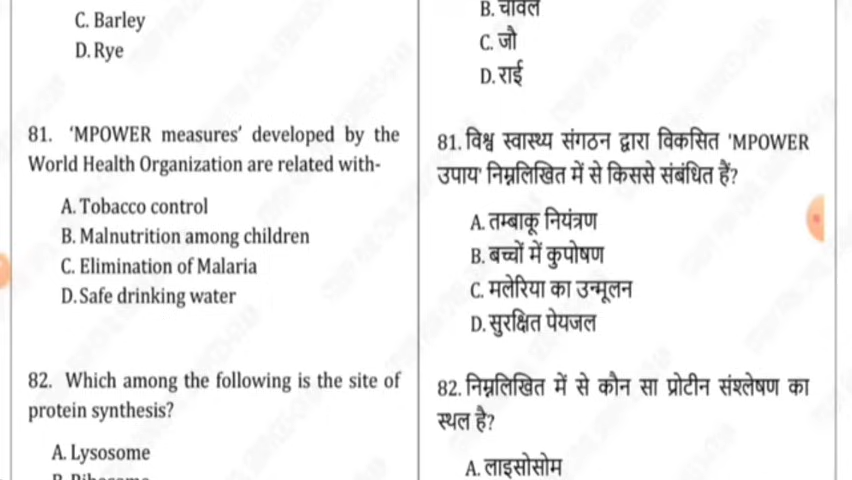 C. Barley
D. Rye
81. ‘MPOWER measures’ developed by the
World Health Organization are related with-
A. Tobacco control
B. Malnutrition among children
C. Elimination of Malaria
D. Safe drinking water
82. Which among the following is the site of
protein synthesis?
A. Lysosome
B. चावल
C. जौ
D. राई
81. विश्व स्वास्थ्य संगठन द्वारा विकसित 'MPOWER
उपाय' निम्नलिखित में से किससे संबंधित हैं?
A. तम्बाकू नियंत्रण
B. बच्चों में कुपोषण
C. मलेरिया का उन्मूलन
D. सुरक्षित पेयजल
82. निम्नलिखित में से कौन सा प्रोटीन संश्लेषण का
स्थल है?
A. लाइसोसोम